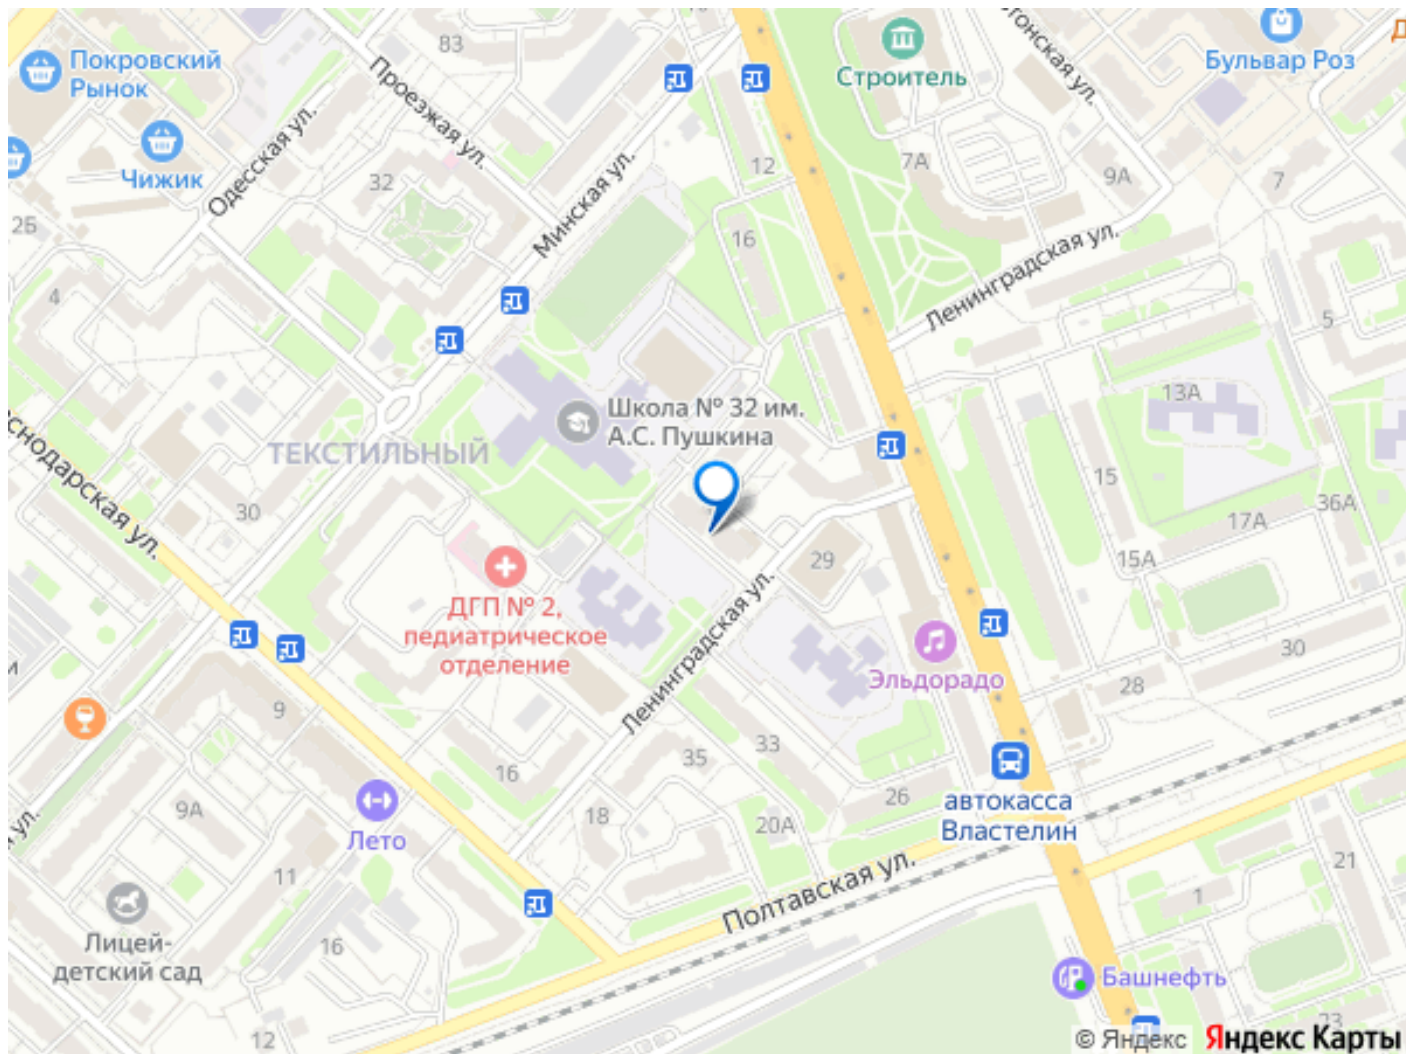 83
Покровский
Рынок
Проезжая ул.
Чижик
Одесская ул.
32
25
4
Минская ул.
12
16
Строитель
7А
9А
7
Бульвар Роз
Ленинградская ул.
5
13А
15
36А
17А
15А
Школа № 32 им.
А.С. Пушкина
ТЕКСТИЛЬНЫЙ
30
ДГП № 2,
педиатрическое
отделение
29
Ленинградская ул.
Эльдорадо
30
28
9
16
35
33
18
26
20А
автокасса
Властелин
9А
Лето
11
Лицей-
детский сад
16
12
Полтавская ул.
21
1
Башнефть
23
© Яндекс Яндекс Карты